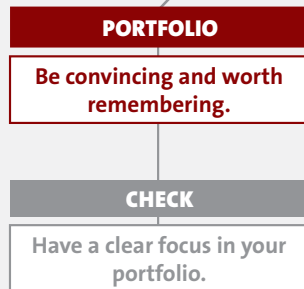 PORTFOLIO
Be convincing and worth
remembering.
CHECK
Have a clear focus in your
portfolio.